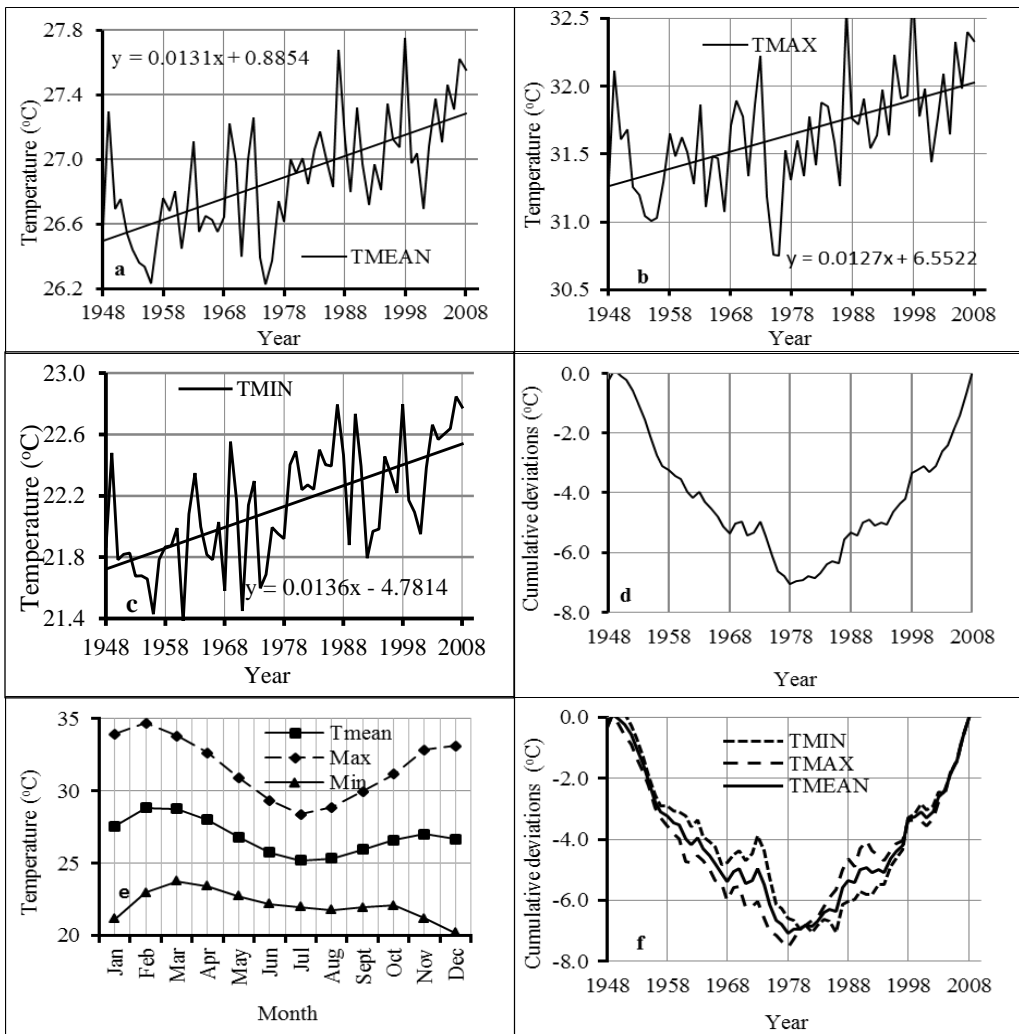 27.8
27.4
27.0
26.6
26.2
Temperature (ᵒC)
y = 0.0131x + 0.8854
TMEAN
a
1948 1958 1968 1978 1988 1998 2008
Year
32.5
32.0
31.5
31.0
30.5
Temperature (ᵒC)
TMAX
y = 0.0127x + 6.5522
b
1948 1958 1968 1978 1988 1998 2008
Year
23.0
22.6
22.2
21.8
21.4
Temperature (ᵒC)
TMIN
y = 0.0136x - 4.7814
c
1948 1958 1968 1978 1988 1998 2008
Year
0.0
-2.0
-4.0
-6.0
-8.0
Cumulative deviations (ᵒC)
d
1948 1958 1968 1978 1988 1998 2008
Year
35
30
25
20
Temperature (ᵒC)
Tmean
Max
Min
e
Jan Feb Mar Apr May Jun Jul Aug Sept Oct Nov Dec
Month
0.0
-2.0
-4.0
-6.0
-8.0
Cumulative deviations (ᵒC)
TMIN
TMAX
TMEAN
f
1948 1958 1968 1978 1988 1998 2008
Year